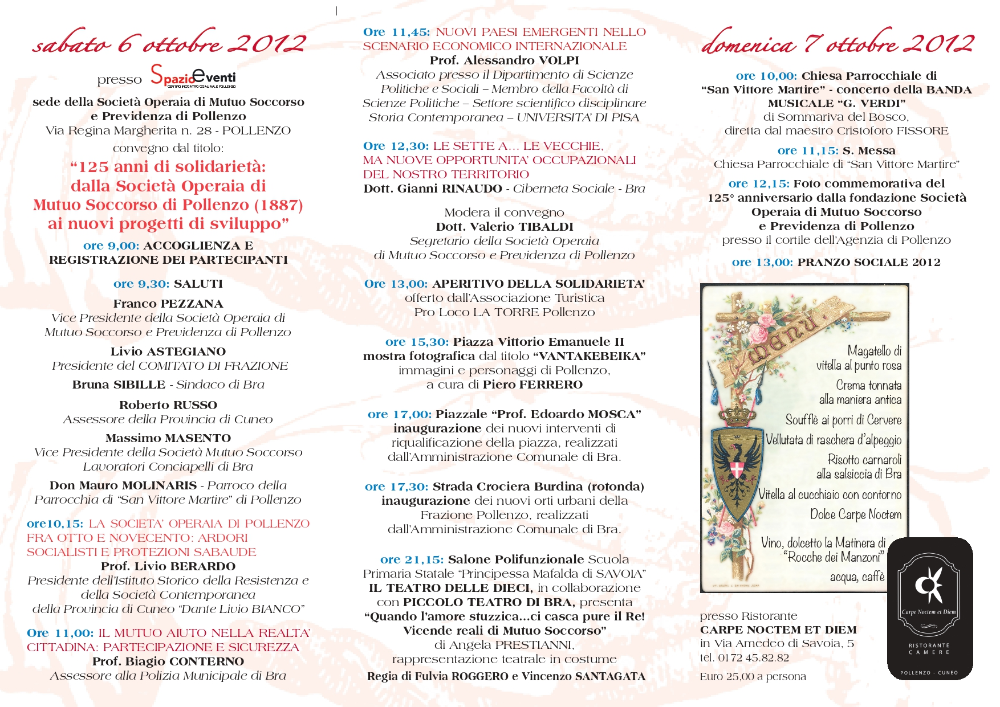 sabato 6 ottobre 2012
presso Spazioeventi
CENTRO INCONTRO COMUNALE POLLENZO
sede della Società Operaia di Mutuo Soccorso
e Previdenza di Pollenzo
Via Regina Margherita n. 28 - POLLENZO
convegno dal titolo:
“125 anni di solidarietà:
dalla Società Operaia di
Mutuo Soccorso di Pollenzo (1887)
ai nuovi progetti di sviluppo”
ore 9,00: ACCOGLIENZA E
REGISTRAZIONE DEI PARTECIPANTI
ore 9,30: SALUTI
Franco PEZZANA
Vice Presidente della Società Operaia di
Mutuo Soccorso e Previdenza di Pollenzo
Livio ASTEGIANO
Presidente del COMITATO DI FRAZIONE
Bruna SIBILLE - Sindaco di Bra
Roberto RUSSO
Assessore della Provincia di Cuneo
Massimo MASENTO
Vice Presidente della Società Mutuo Soccorso
Lavoratori Conciapelli di Bra
Don Mauro MOLINARIS - Parroco della
Parrocchia di “San Vittore Martire” di Pollenzo
ore10,15: LA SOCIETA’ OPERAIA DI POLLENZO
FRA OTTO E NOVECENTO: ARDORI
SOCIALISTI E PROTEZIONI SABAUDE
Prof. Livio BERARDO
Presidente dell’Istituto Storico della Resistenza e
della Società Contemporanea
della Provincia di Cuneo “Dante Livio BIANCO”
Ore 11,00: IL MUTUO AIUTO NELLA REALTA’
CITTADINA: PARTECIPAZIONE E SICUREZZA
Prof. Biagio CONTERNO
Assessore alla Polizia Municipale di Bra
Ore 11,45: NUOVI PAESI EMERGENTI NELLO
SCENARIO ECONOMICO INTERNAZIONALE
Prof. Alessandro VOLPI
Associato presso il Dipartimento di Scienze
Politiche e Sociali – Membro della Facoltà di
Scienze Politiche – Settore scientifico disciplinare
Storia Contemporanea – UNIVERSITA’ DI PISA
Ore 12,30: LE SETTE A... LE VECCHIE,
MA NUOVE OPPORTUNITA’ OCCUPAZIONALI
DEL NOSTRO TERRITORIO
Dott. Gianni RINAUDO - Ciberneta Sociale - Bra
Modera il convegno
Dott. Valerio TIBALDI
Segretario della Società Operaia
di Mutuo Soccorso e Previdenza di Pollenzo
Ore 13,00: APERITIVO DELLA SOLIDARIETA’
offerto dall’Associazione Turistica
Pro Loco LA TORRE Pollenzo
ore 15,30: Piazza Vittorio Emanuele II
mostra fotografica dal titolo “VANTAKEBEIKA”
immagini e personaggi di Pollenzo,
a cura di Piero FERRERO
ore 17,00: Piazzale “Prof. Edoardo MOSCA”
inaugurazione dei nuovi interventi di
riqualificazione della piazza, realizzati
dall’Amministrazione Comunale di Bra.
ore 17,30: Strada Crociera Burdina (rotonda)
inaugurazione dei nuovi orti urbani della
Frazione Pollenzo, realizzati
dall’Amministrazione Comunale di Bra.
ore 21,15: Salone Polifunzionale Scuola
Primaria Statale “Principessa Mafalda di SAVOIA”
IL TEATRO DELLE DIECI, in collaborazione
con PICCOLO TEATRO DI BRA, presenta
“Quando l’amore stuzzica...ci casca pure il Re!
Vicende reali di Mutuo Soccorso”
di Angela PRESTIANNI,
rappresentazione teatrale in costume
Regia di Fulvia ROGGERO e Vincenzo SANTAGATA
domenica 7 ottobre 2012
ore 10,00: Chiesa Parrocchiale di
“San Vittore Martire” - concerto della BANDA
MUSICALE “G. VERDI”
di Sommariva del Bosco,
diretta dal maestro Cristoforo FISSORE
ore 11,15: S. Messa
Chiesa Parrocchiale di “San Vittore Martire”
ore 12,15: Foto commemorativa del
125° anniversario dalla fondazione Società
Operaia di Mutuo Soccorso
e Previdenza di Pollenzo
presso il cortile dell’Agenzia di Pollenzo
ore 13,00: PRANZO SOCIALE 2012
MENU
Magatello di
vitella al punto rosa
Crema tonnata
alla maniera antica
Soufflè ai porri di Cervere
Vellutata di raschera d’alpeggio
Risotto carnaroli
alla salsiccia di Bra
Vitella al cucchiaio con contorno
Dolce Carpe Noctem
Vino, dolcetto la Matinera di
“Rocche dei Manzoni”
acqua, caffè
presso Ristorante
CARPE NOCTEM ET DIEM
in Via Amedeo di Savoia, 5
tel. 0172 45.82.82
Euro 25,00 a persona
Carpe Noctem et Diem
RISTORANTE
CAMERE
POLLENZO - CUNEO